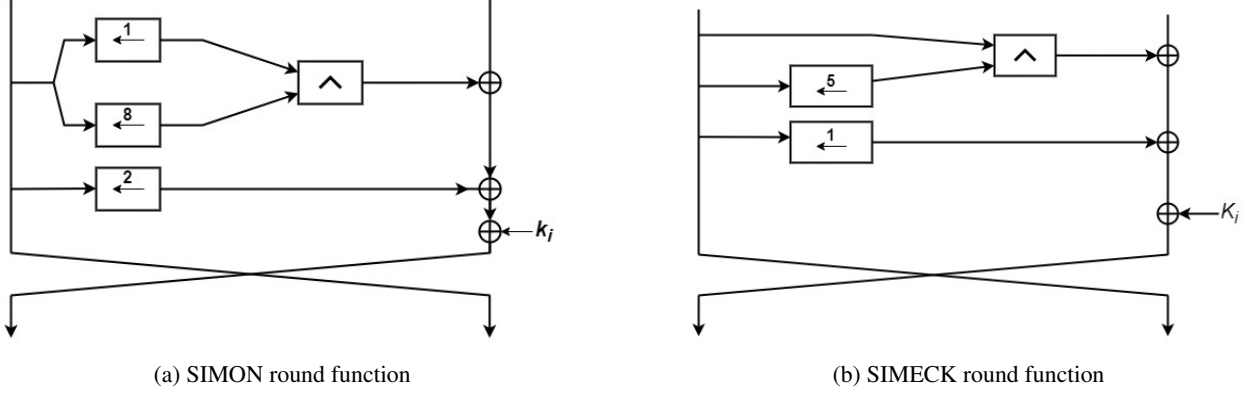 1
8
∧
2
k_i
5
∧
1
K_i
(a) SIMON round function
(b) SIMECK round function